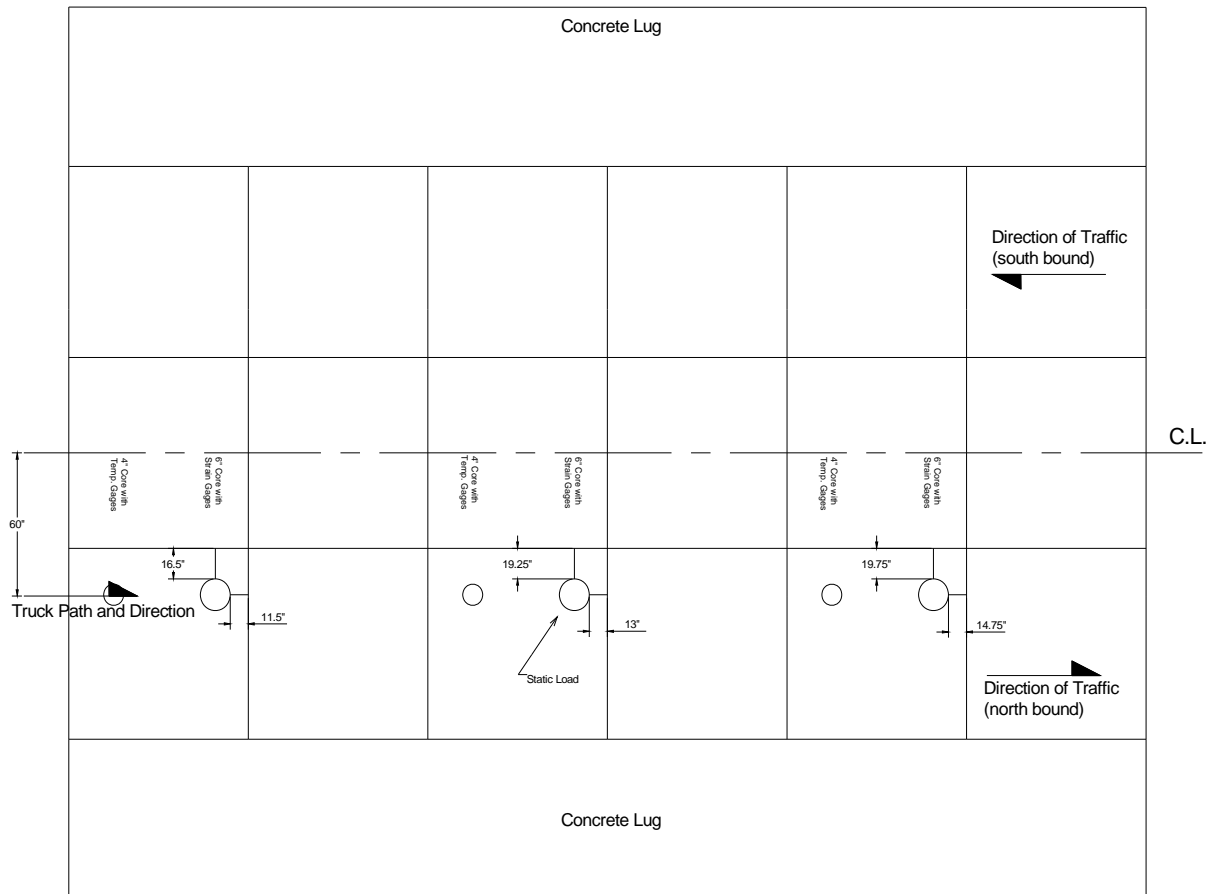 Concrete Lug
Direction of Traffic
(south bound)
C.L.
4" Core with
Temp. Gages
6" Core with
Strain Gages
4" Core with
Temp. Gages
6" Core with
Strain Gages
4" Core with
Temp. Gages
6" Core with
Strain Gages
60"
16.5"
19.25"
19.75"
Truck Path and Direction
11.5"
13"
14.75"
Static Load
Direction of Traffic
(north bound)
Concrete Lug